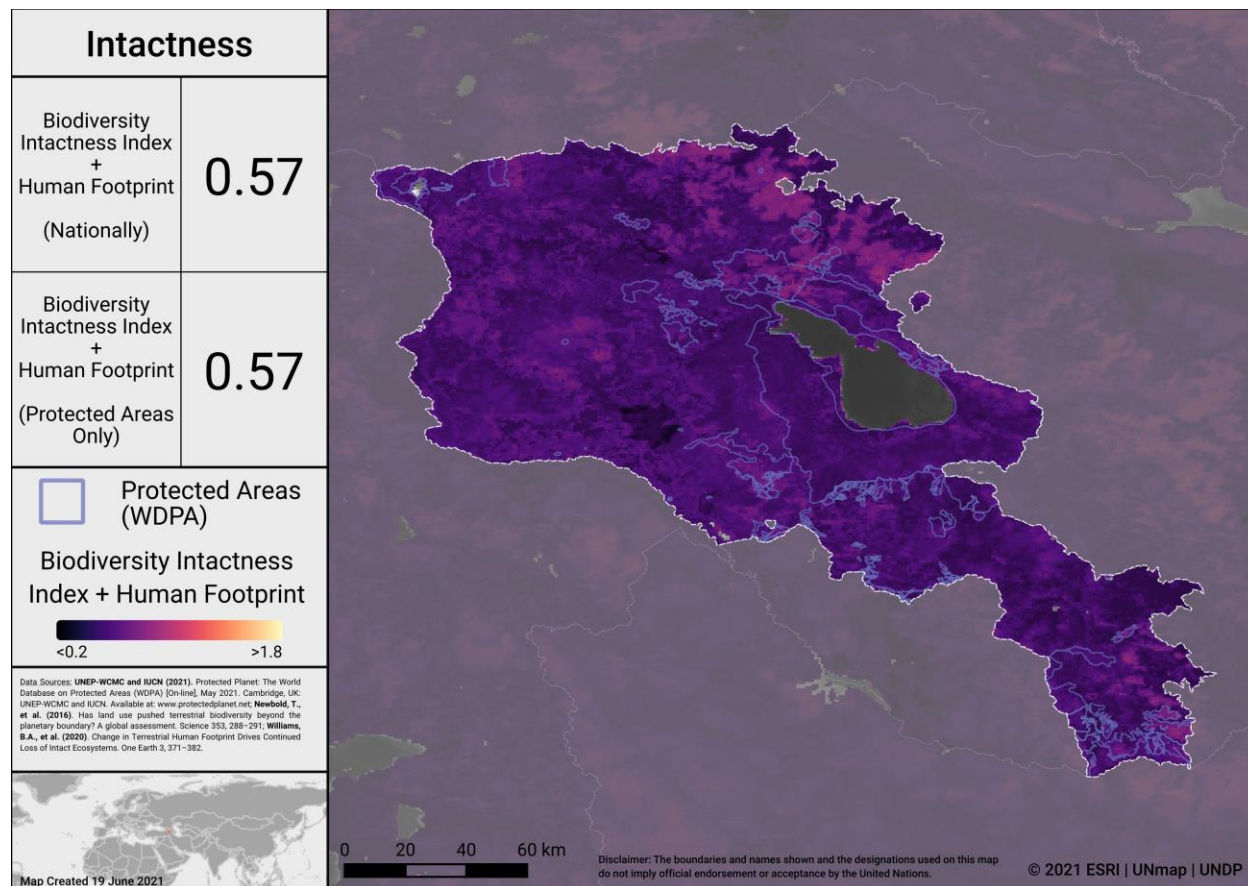 Intactness
Biodiversity
Intactness Index
+
Human Footprint
(Nationally)
0.57
Biodiversity
Intactness Index
+
Human Footprint
(Protected Areas
Only)
0.57
Protected Areas
(WDPA)
Biodiversity Intactness
Index + Human Footprint
<0.2 >1.8
Data Sources: UNEP-WCMC and IUCN (2021). Protected Planet: The World
Database on Protected Areas (WDPA) [On-line], May 2021. Cambridge, UK:
UNEP-WCMC and IUCN. Available at: www.protectedplanet.net; Newbold, T.,
et al. (2016). Has land use pushed terrestrial biodiversity beyond the
planetary boundary? A global assessment. Science 353, 288–291; Williams,
B.A., et al. (2020). Change in Terrestrial Human Footprint Drives Continued
Loss of Intact Ecosystems. One Earth 3, 371–382.
Map Created 19 June 2021
0 20 40 60 km
Disclaimer: The boundaries and names shown and the designations used on this map
do not imply official endorsement or acceptance by the United Nations.
© 2021 ESRI | UNmap | UNDP